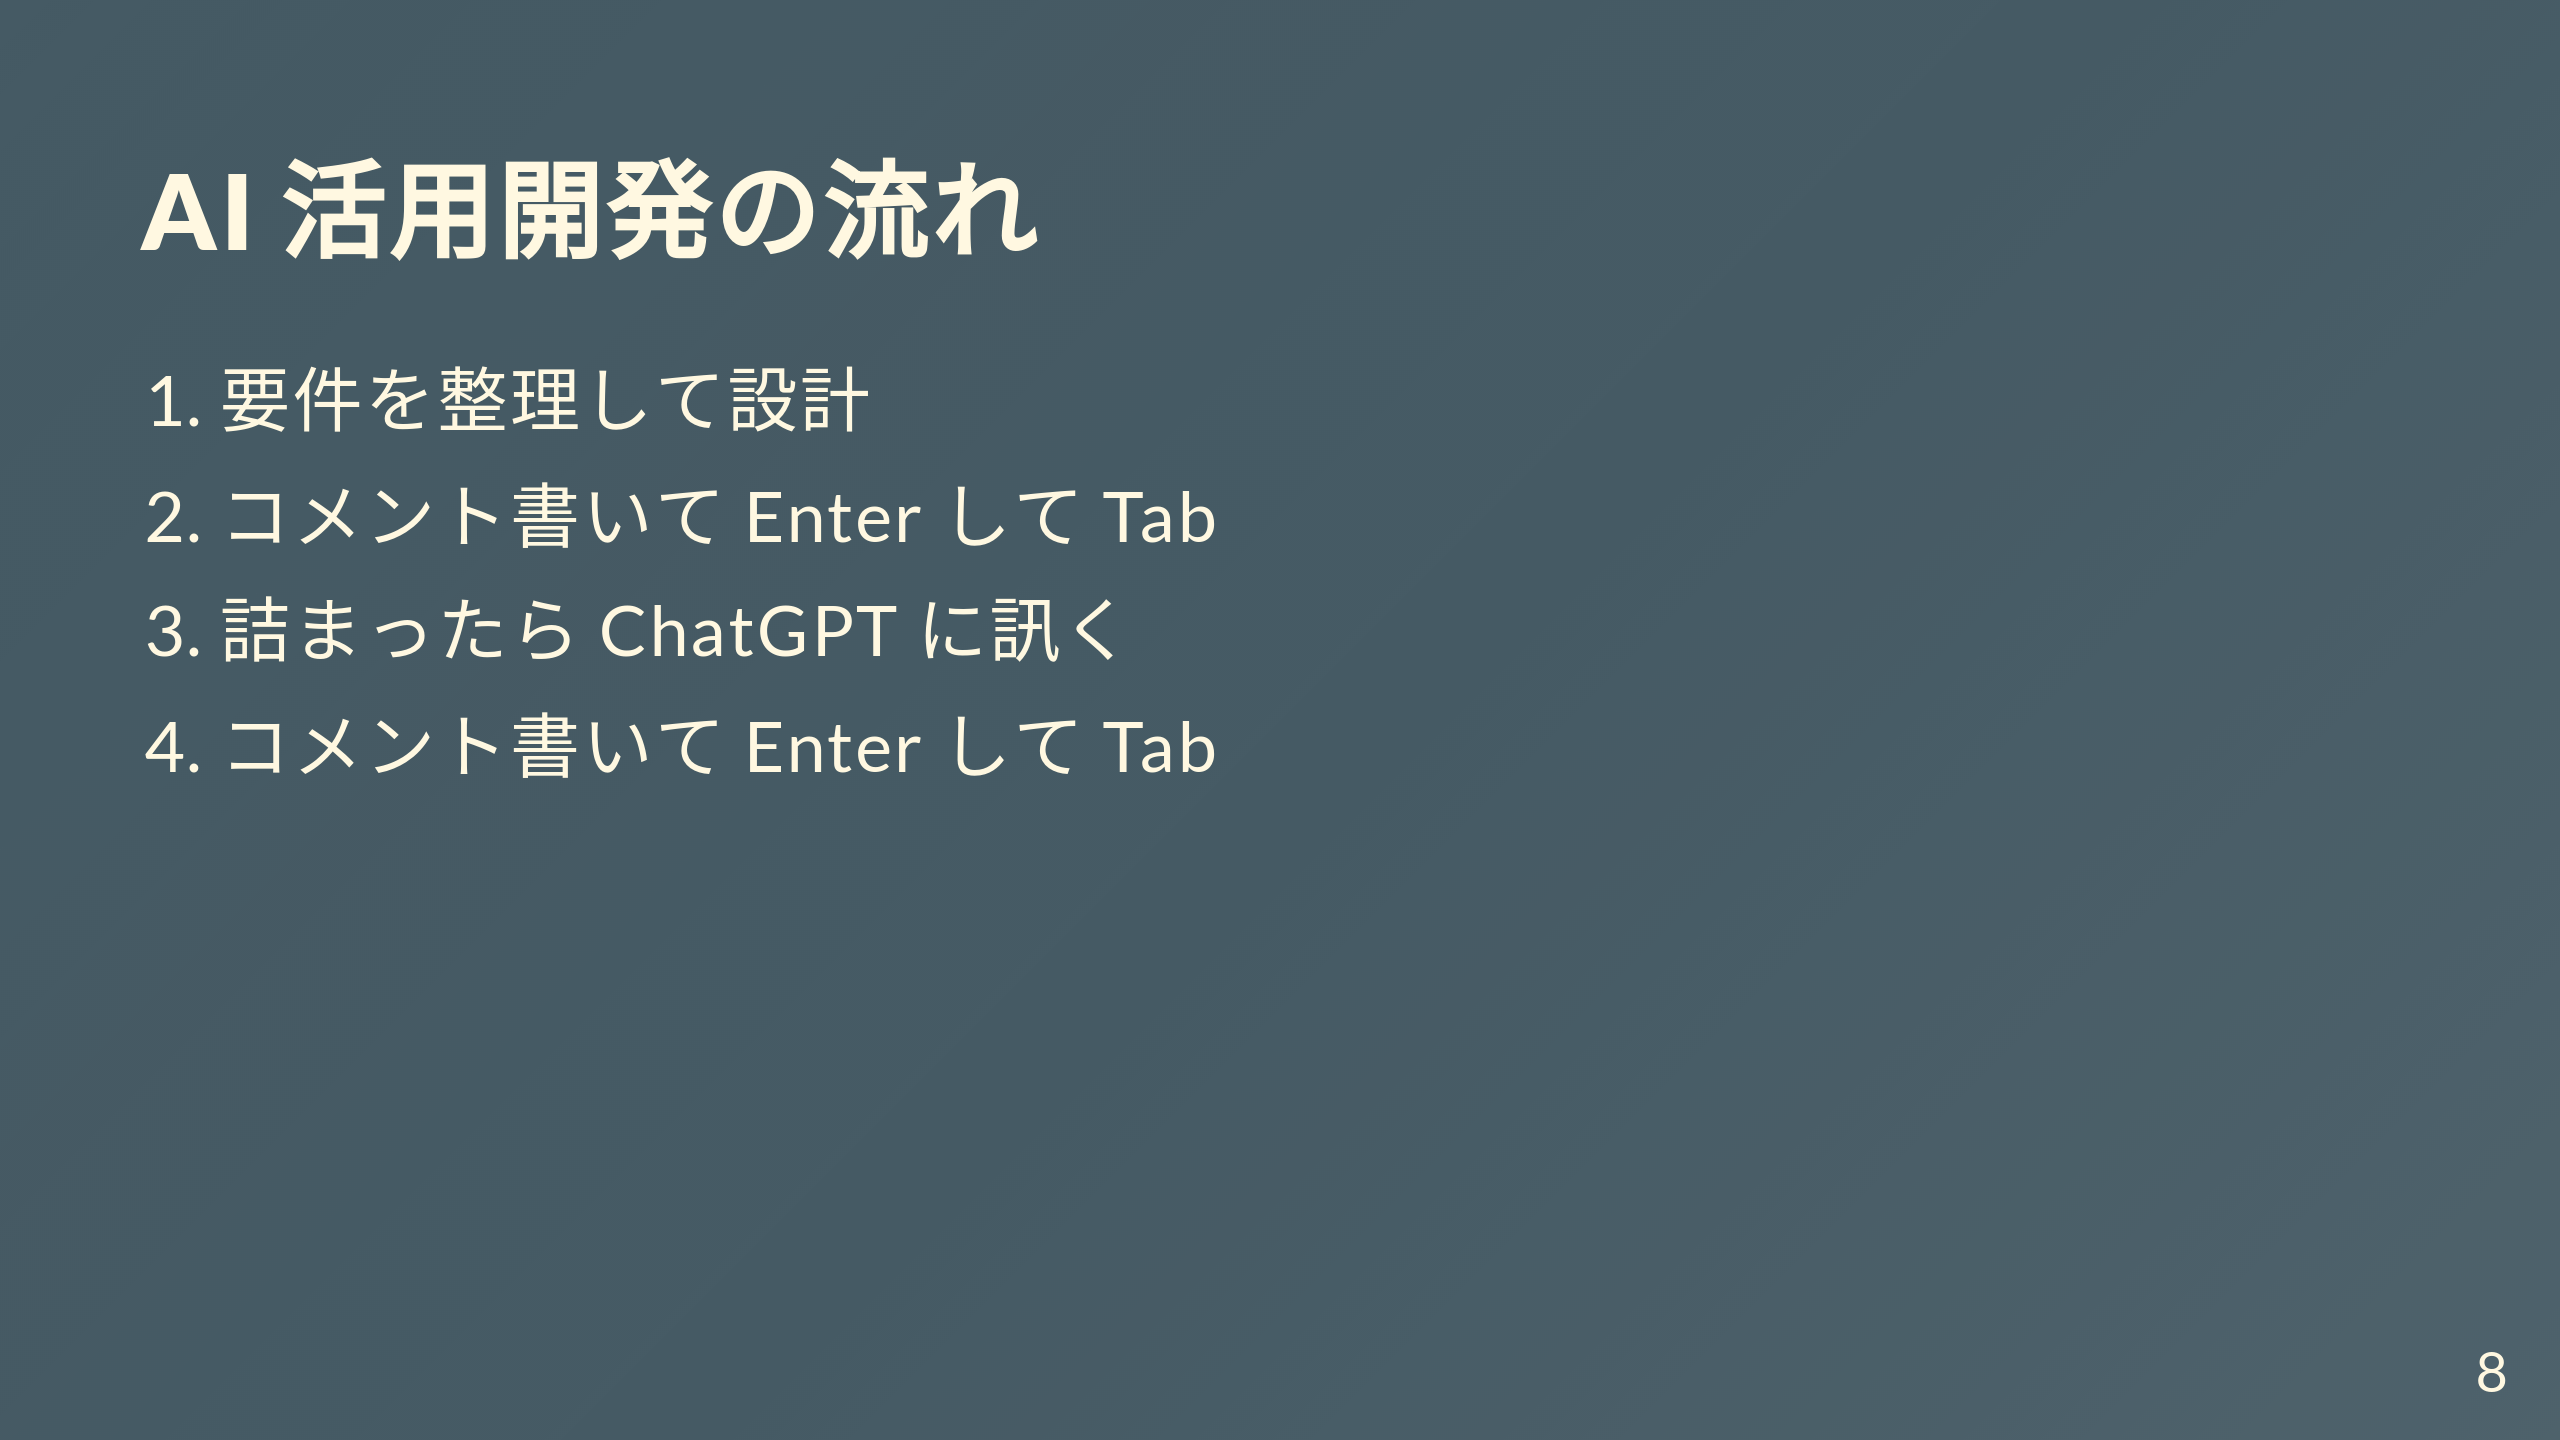 AI 活用開発の流れ
1. 要件を整理して設計
2. コメント書いて Enter して Tab
3. 詰まったら ChatGPT に訊く
4. コメント書いて Enter して Tab
8